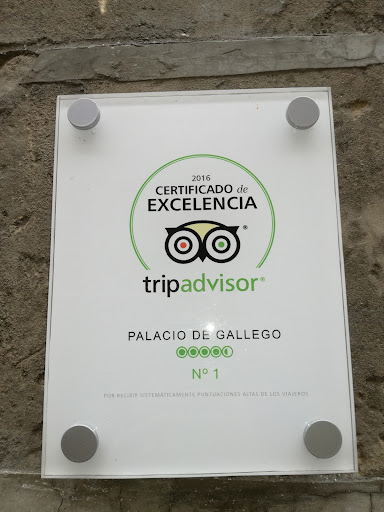 2016
CERTIFICADO de
EXCELENCIA
®
tripadvisor®
PALACIO DE GALLEGO
Nº 1
POR RECIBIR SISTEMÁTICAMENTE PUNTUACIONES ALTAS DE LOS VIAJEROS